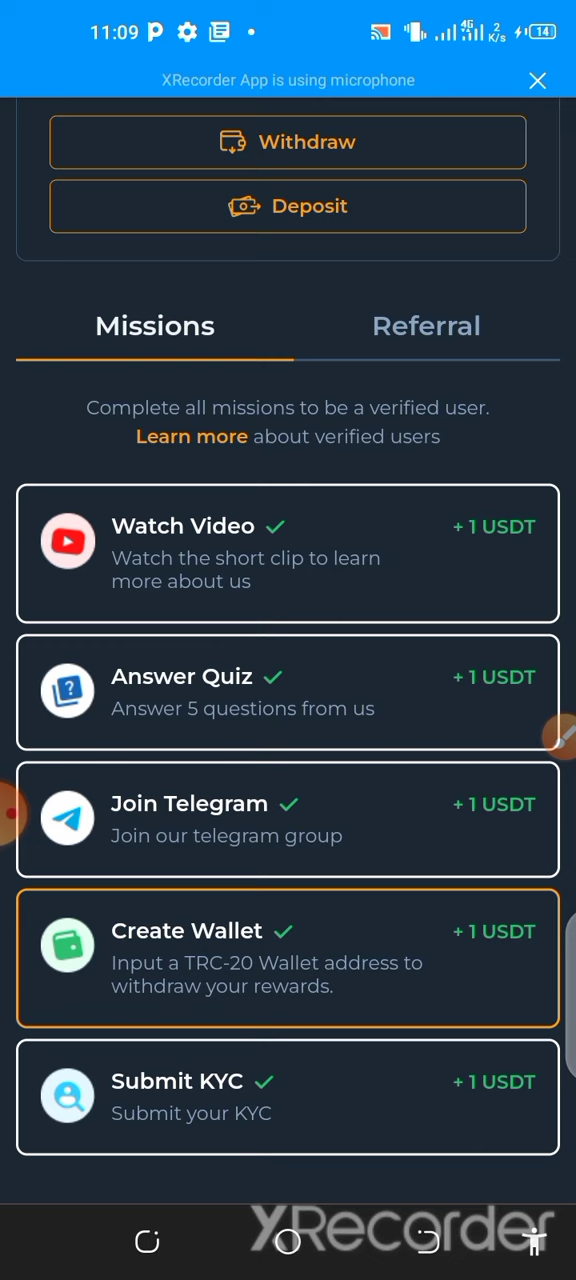 11:09
4G
2
K/s
14
XRecorder App is using microphone
Withdraw
Deposit
Missions
Referral
Complete all missions to be a verified user.
Learn more about verified users
Watch Video
+ 1 USDT
Watch the short clip to learn
more about us
Answer Quiz
+ 1 USDT
Answer 5 questions from us
Join Telegram
+ 1 USDT
Join our telegram group
Create Wallet
+ 1 USDT
Input a TRC-20 Wallet address to
withdraw your rewards.
Submit KYC
+ 1 USDT
Submit your KYC
XRecorder